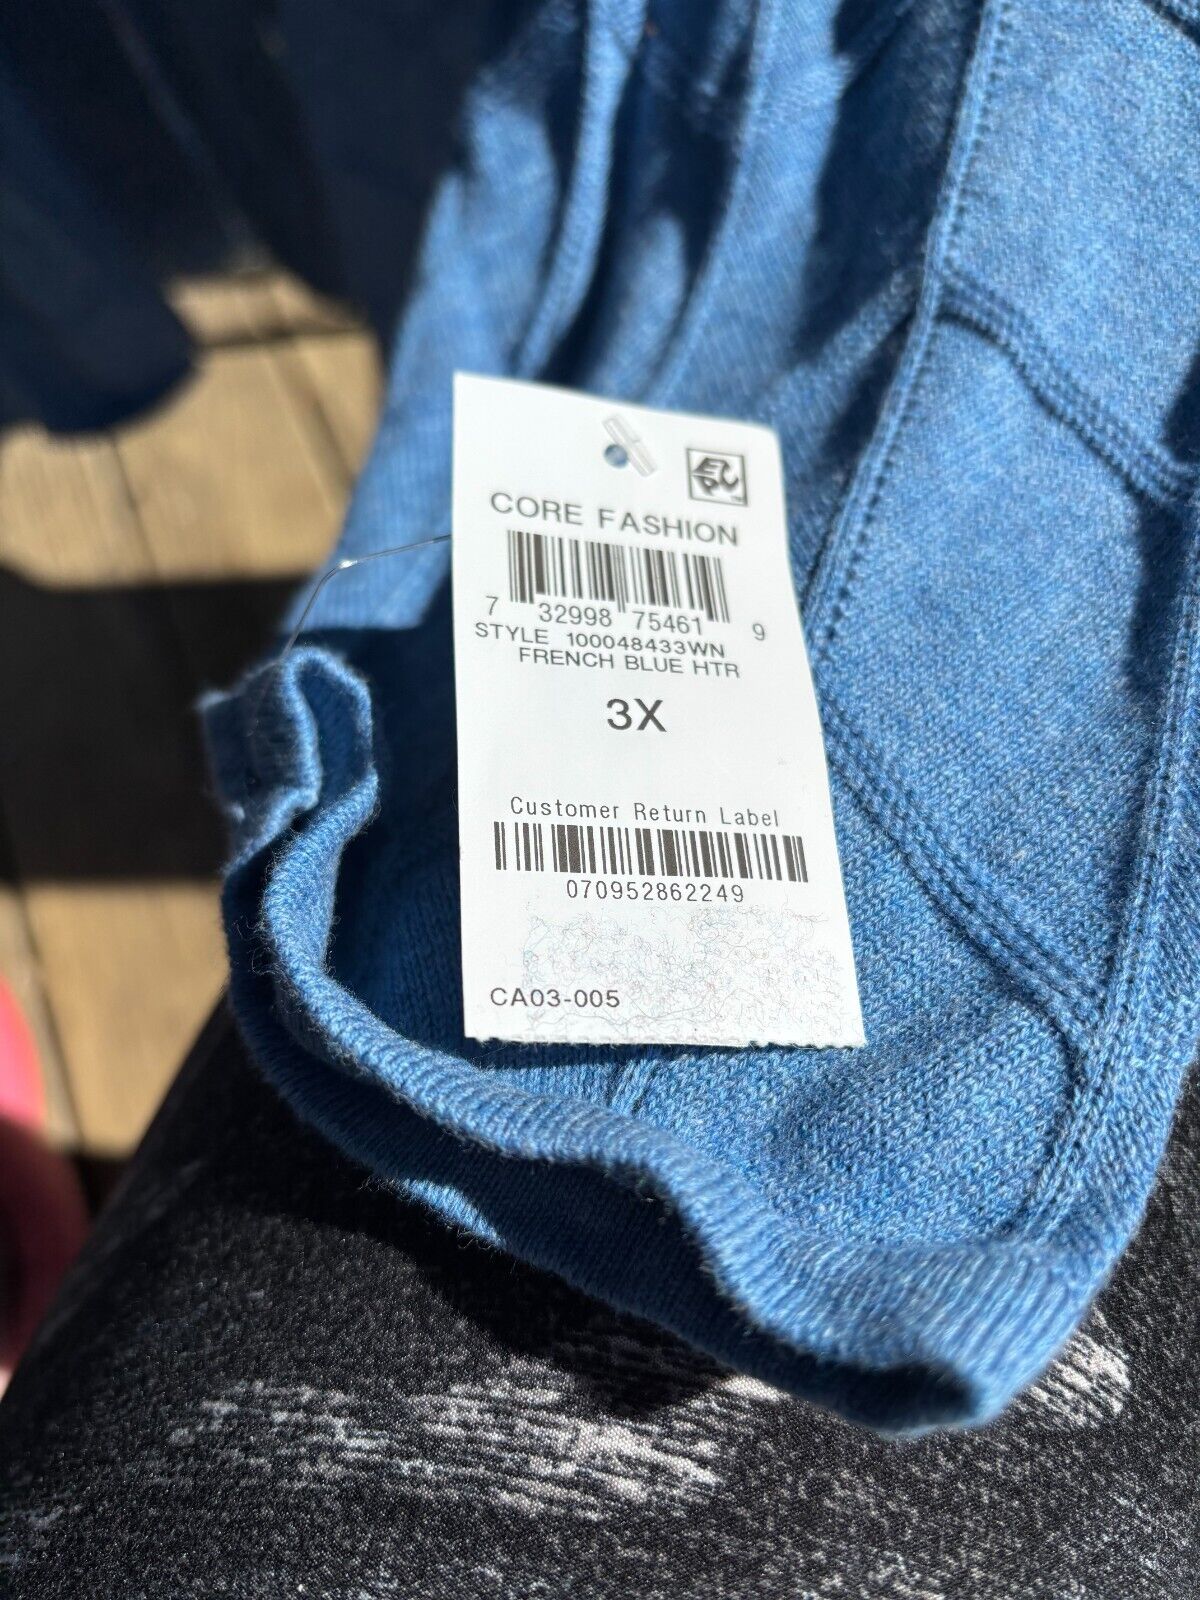 CORE FASHION
7 32998 75461 9
STYLE 100048433WN
FRENCH BLUE HTR
3X
Customer Return Label
070952862249
CA03-005